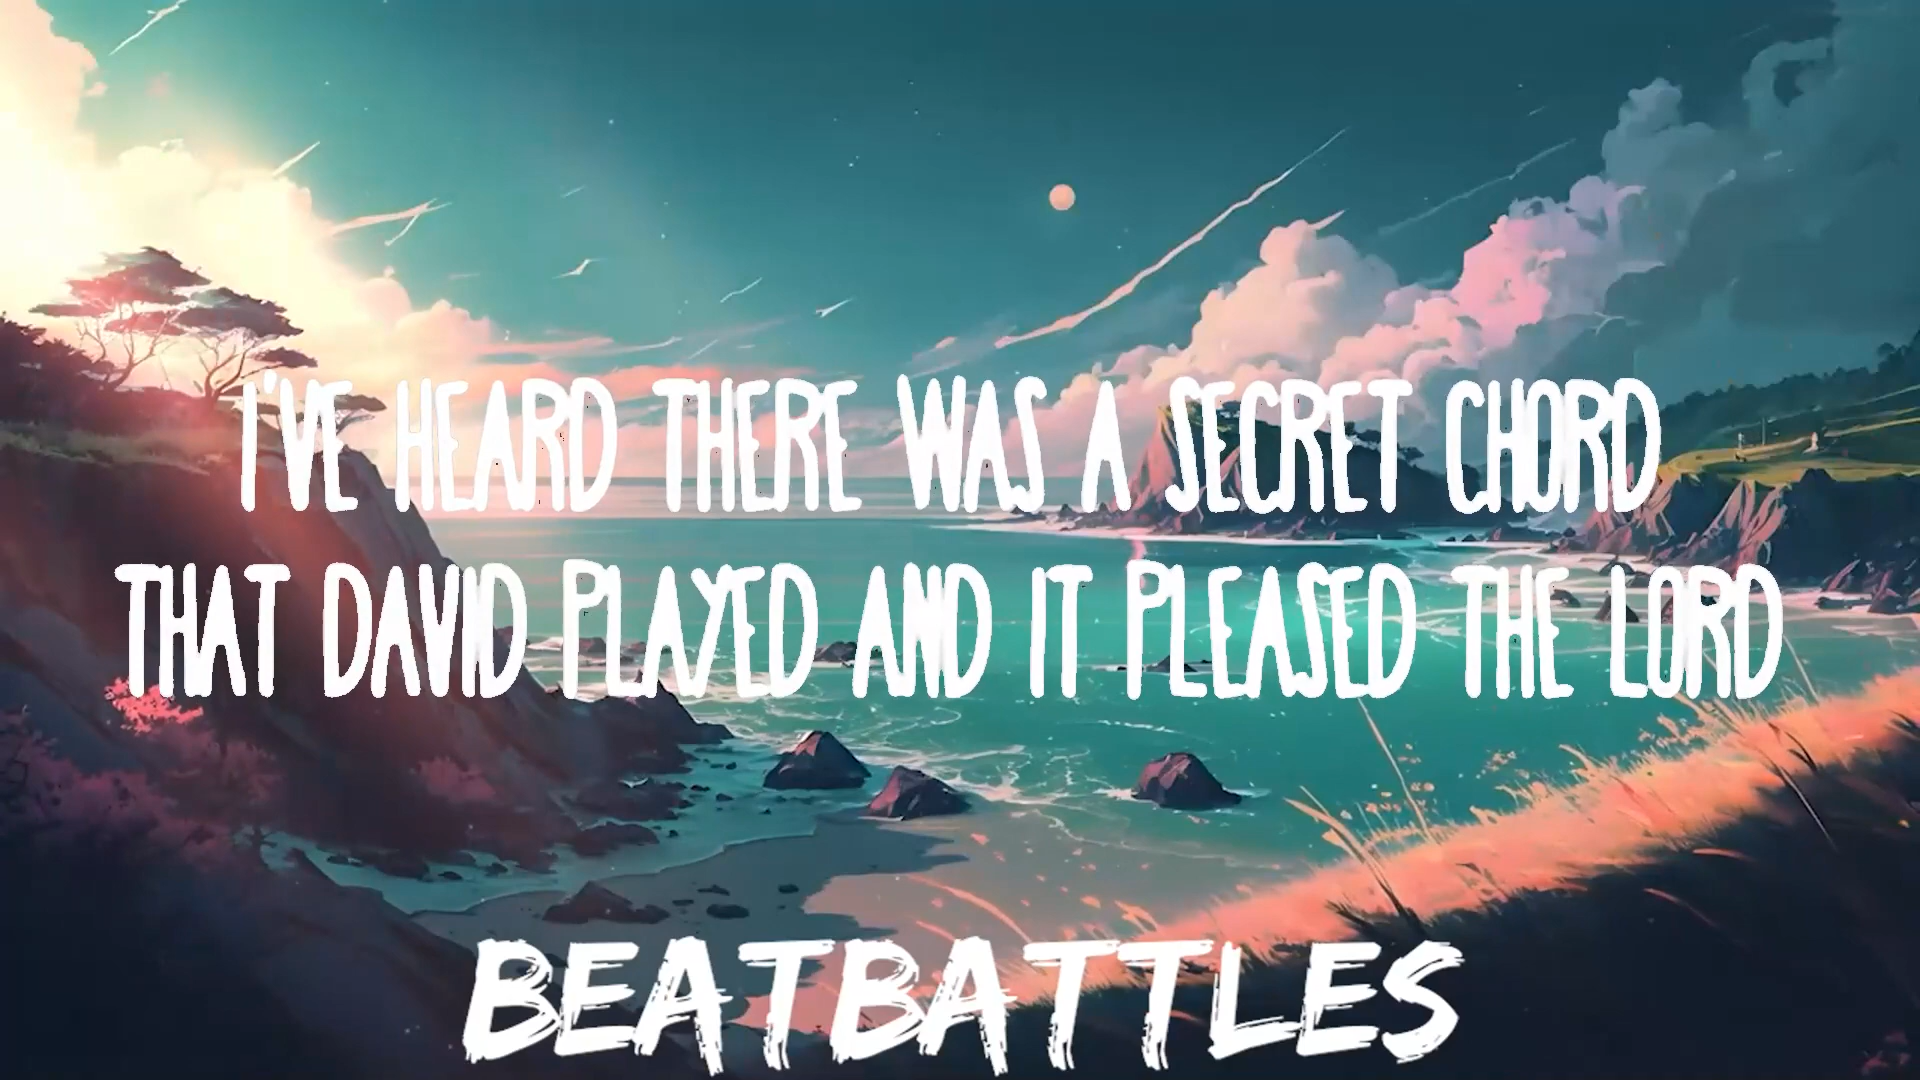 I'VE HEARD THERE WAS A SECRET CHORD
THAT DAVID PLAYED AND IT PLEASED THE LORD
BEATBATTLES